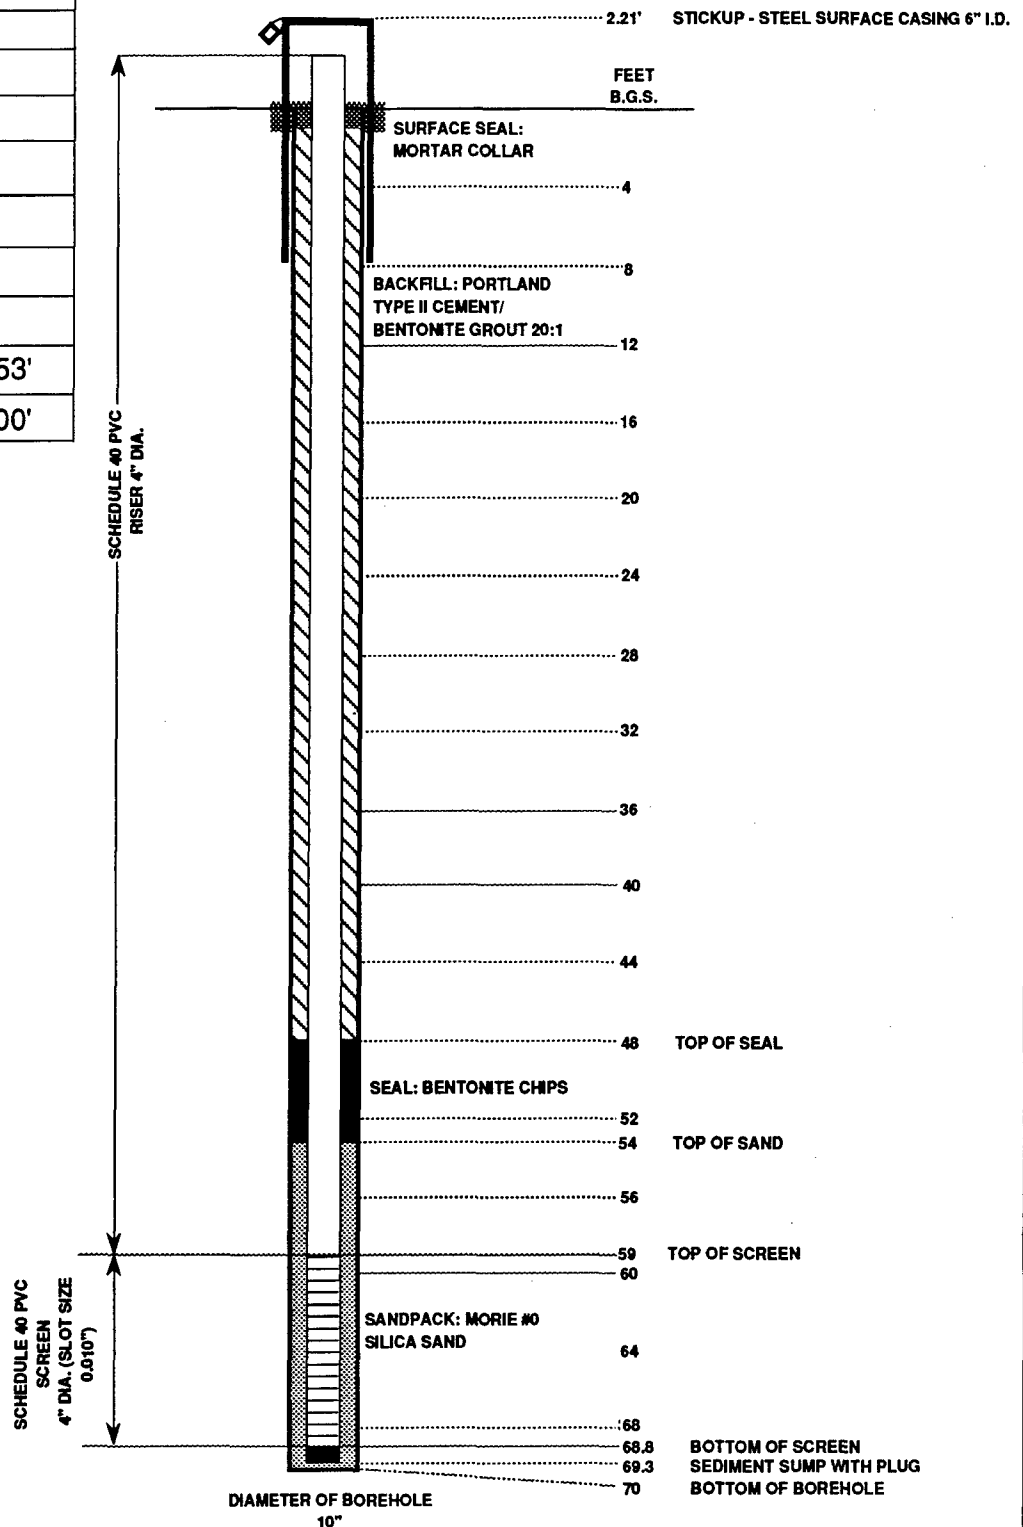 2.21' STICKUP - STEEL SURFACE CASING 6" I.D.
FEET
B.G.S.
SURFACE SEAL:
MORTAR COLLAR
4
8
BACKFILL: PORTLAND
TYPE II CEMENT/
BENTONITE GROUT 20:1
12
53'
00'
16
SCHEDULE 40 PVC
RISER 4" DIA.
20
24
28
32
36
40
44
48 TOP OF SEAL
SEAL: BENTONITE CHIPS
52
54 TOP OF SAND
56
59 TOP OF SCREEN
60
SCHEDULE 40 PVC
SCREEN
4" DIA. (SLOT SIZE
0.010")
SANDPACK: MORIE #0
SILICA SAND
64
68
68.8 BOTTOM OF SCREEN
69.3 SEDIMENT SUMP WITH PLUG
70 BOTTOM OF BOREHOLE
DIAMETER OF BOREHOLE
10"